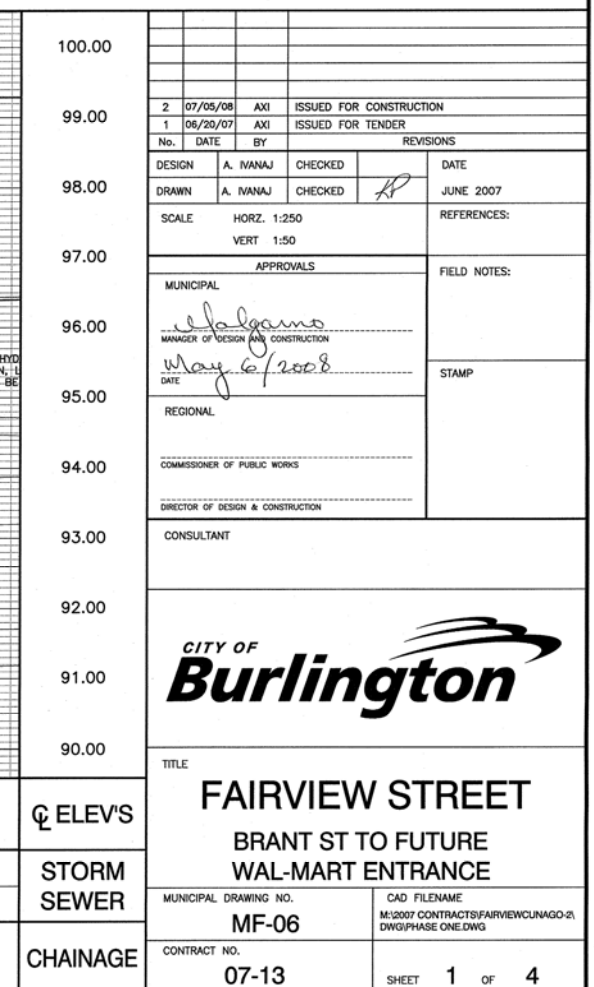 100.00
99.00
98.00
97.00
96.00
95.00
94.00
93.00
92.00
91.00
90.00
HYD
N, L
BE
℄ ELEV'S
STORM
SEWER
CHAINAGE
2 07/05/08 AXI ISSUED FOR CONSTRUCTION
1 06/20/07 AXI ISSUED FOR TENDER
No. DATE BY REVISIONS
DESIGN A. IVANAJ CHECKED DATE
DRAWN A. IVANAJ CHECKED KP JUNE 2007
SCALE HORZ. 1:250 REFERENCES:
VERT 1:50
APPROVALS FIELD NOTES:
MUNICIPAL
MANAGER OF DESIGN AND CONSTRUCTION
May 6/2008
DATE
STAMP
REGIONAL
COMMISSIONER OF PUBLIC WORKS
DIRECTOR OF DESIGN & CONSTRUCTION
CONSULTANT
CITY OF
Burlington
TITLE
FAIRVIEW STREET
BRANT ST TO FUTURE
WAL-MART ENTRANCE
MUNICIPAL DRAWING NO. CAD FILENAME
MF-06 M:\2007 CONTRACTS\FAIRVIEWCUNAGO-2\
DWG\PHASE ONE.DWG
CONTRACT NO.
07-13 SHEET 1 OF 4